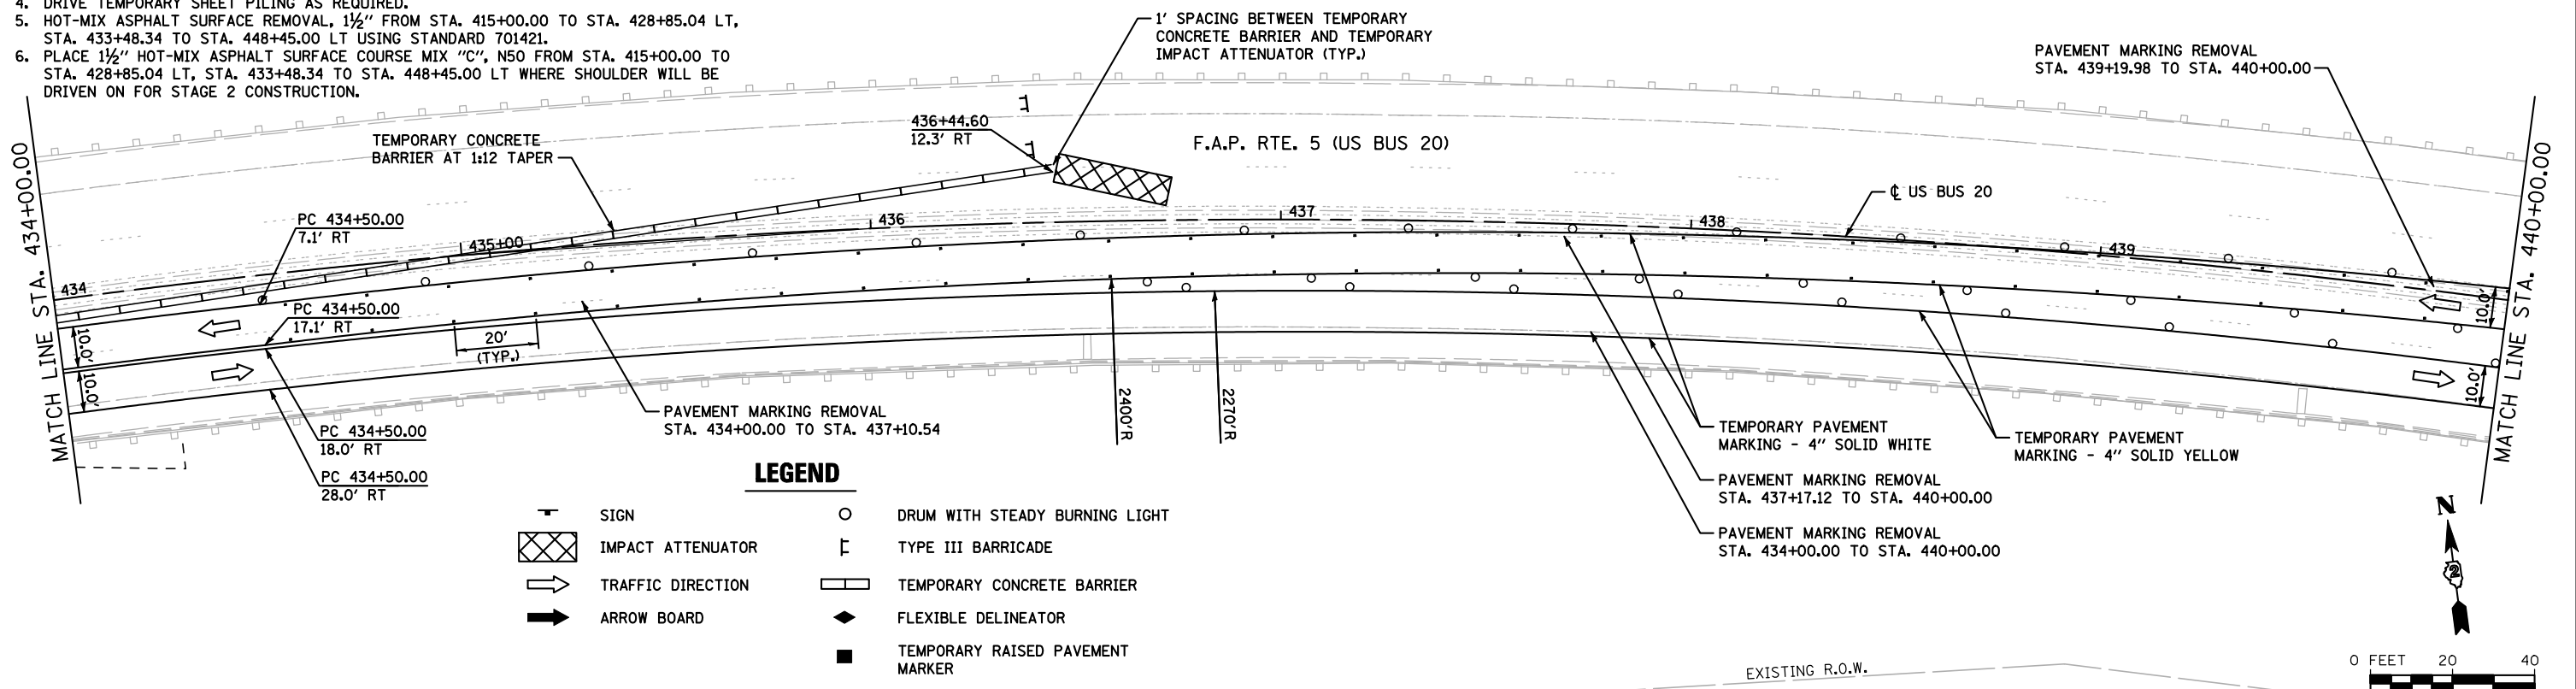 4. DRIVE TEMPORARY SHEET PILING AS REQUIRED.
5. HOT-MIX ASPHALT SURFACE REMOVAL, 1½" FROM STA. 415+00.00 TO STA. 428+85.04 LT,
STA. 433+48.34 TO STA. 448+45.00 LT USING STANDARD 701421.
6. PLACE 1½" HOT-MIX ASPHALT SURFACE COURSE MIX "C", N50 FROM STA. 415+00.00 TO
STA. 428+85.04 LT, STA. 433+48.34 TO STA. 448+45.00 LT WHERE SHOULDER WILL BE
DRIVEN ON FOR STAGE 2 CONSTRUCTION.
1' SPACING BETWEEN TEMPORARY
CONCRETE BARRIER AND TEMPORARY
IMPACT ATTENUATOR (TYP.)
PAVEMENT MARKING REMOVAL
STA. 439+19.98 TO STA. 440+00.00
TEMPORARY CONCRETE
BARRIER AT 1:12 TAPER
436+44.60
12.3' RT
F.A.P. RTE. 5 (US BUS 20)
℄ US BUS 20
MATCH LINE STA. 434+00.00
MATCH LINE STA. 440+00.00
434
435+00
436
437
438
439
PC 434+50.00
7.1' RT
PC 434+50.00
17.1' RT
10.0'
10.0'
20'
(TYP.)
10.0'
10.0'
PC 434+50.00
18.0' RT
PC 434+50.00
28.0' RT
PAVEMENT MARKING REMOVAL
STA. 434+00.00 TO STA. 437+10.54
2400'R
2270'R
TEMPORARY PAVEMENT
MARKING - 4" SOLID WHITE
TEMPORARY PAVEMENT
MARKING - 4" SOLID YELLOW
PAVEMENT MARKING REMOVAL
STA. 437+17.12 TO STA. 440+00.00
PAVEMENT MARKING REMOVAL
STA. 434+00.00 TO STA. 440+00.00
LEGEND
SIGN
DRUM WITH STEADY BURNING LIGHT
IMPACT ATTENUATOR
TYPE III BARRICADE
TRAFFIC DIRECTION
TEMPORARY CONCRETE BARRIER
ARROW BOARD
FLEXIBLE DELINEATOR
TEMPORARY RAISED PAVEMENT
MARKER
N
2
EXISTING R.O.W.
0 FEET 20 40